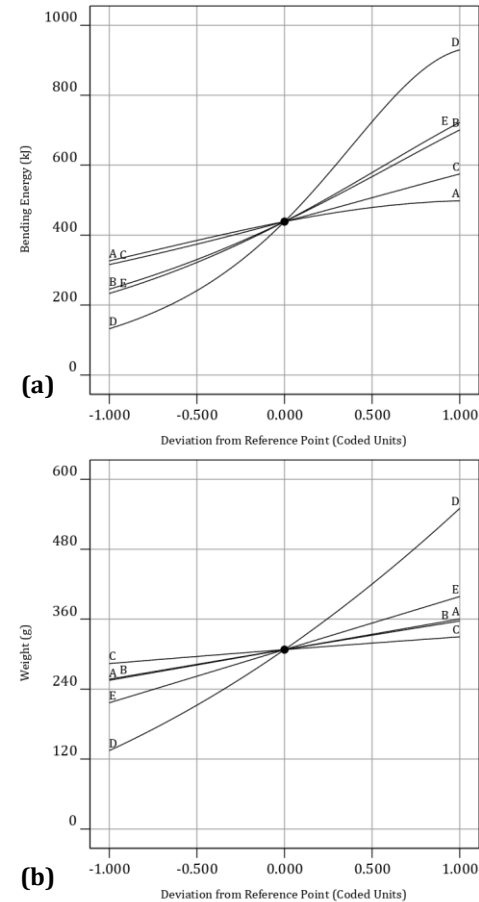 1000
800
600
400
200
0
Bending Energy (kJ)
D
E B
C
A
A C
B E
D
-1.000 -0.500 0.000 0.500 1.000
Deviation from Reference Point (Coded Units)
(a)
600
480
360
240
120
0
Weight (g)
D
E
B A
C
C
A B
E
D
-1.000 -0.500 0.000 0.500 1.000
Deviation from Reference Point (Coded Units)
(b)